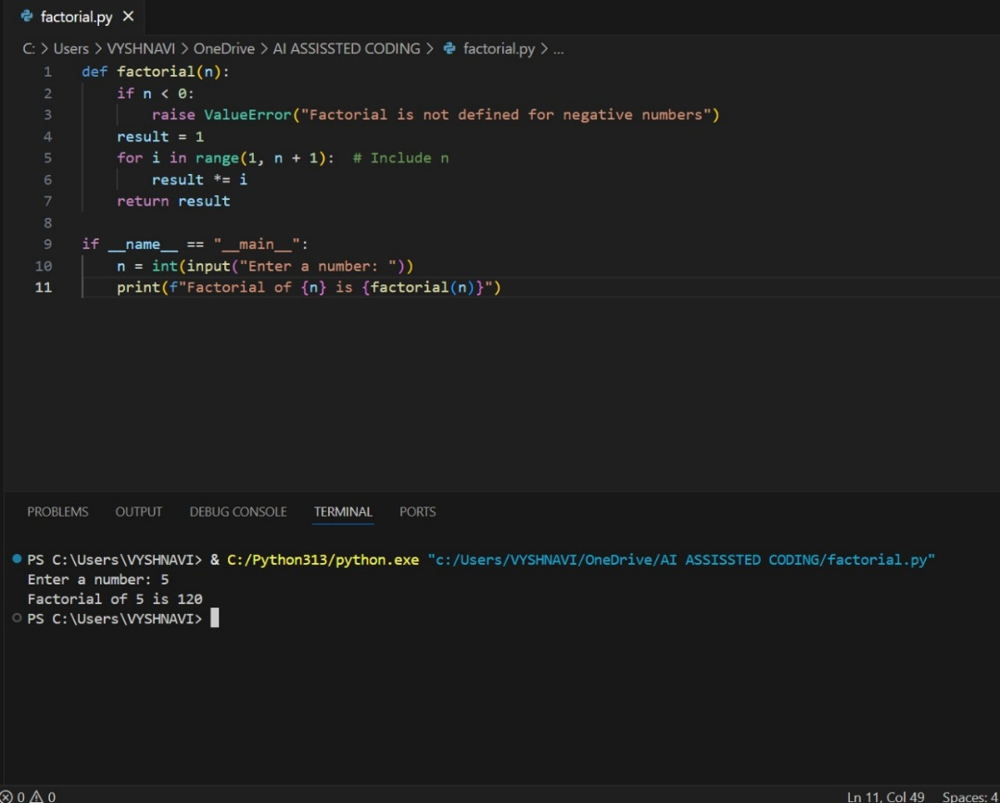 factorial.py ×
C: > Users > VYSHNAVI > OneDrive > AI ASSISSTED CODING > factorial.py > ...
1 def factorial(n):
2     if n < 0:
3         raise ValueError("Factorial is not defined for negative numbers")
4     result = 1
5     for i in range(1, n + 1):  # Include n
6         result *= i
7     return result
8
9 if __name__ == "__main__":
10     n = int(input("Enter a number: "))
11     print(f"Factorial of {n} is {factorial(n)}")
PROBLEMS OUTPUT DEBUG CONSOLE TERMINAL PORTS
PS C:\Users\VYSHNAVI> & C:/Python313/python.exe "c:/Users/VYSHNAVI/OneDrive/AI ASSISSTED CODING/factorial.py"
Enter a number: 5
Factorial of 5 is 120
PS C:\Users\VYSHNAVI>
0 0 Ln 11, Col 49 Spaces: 4